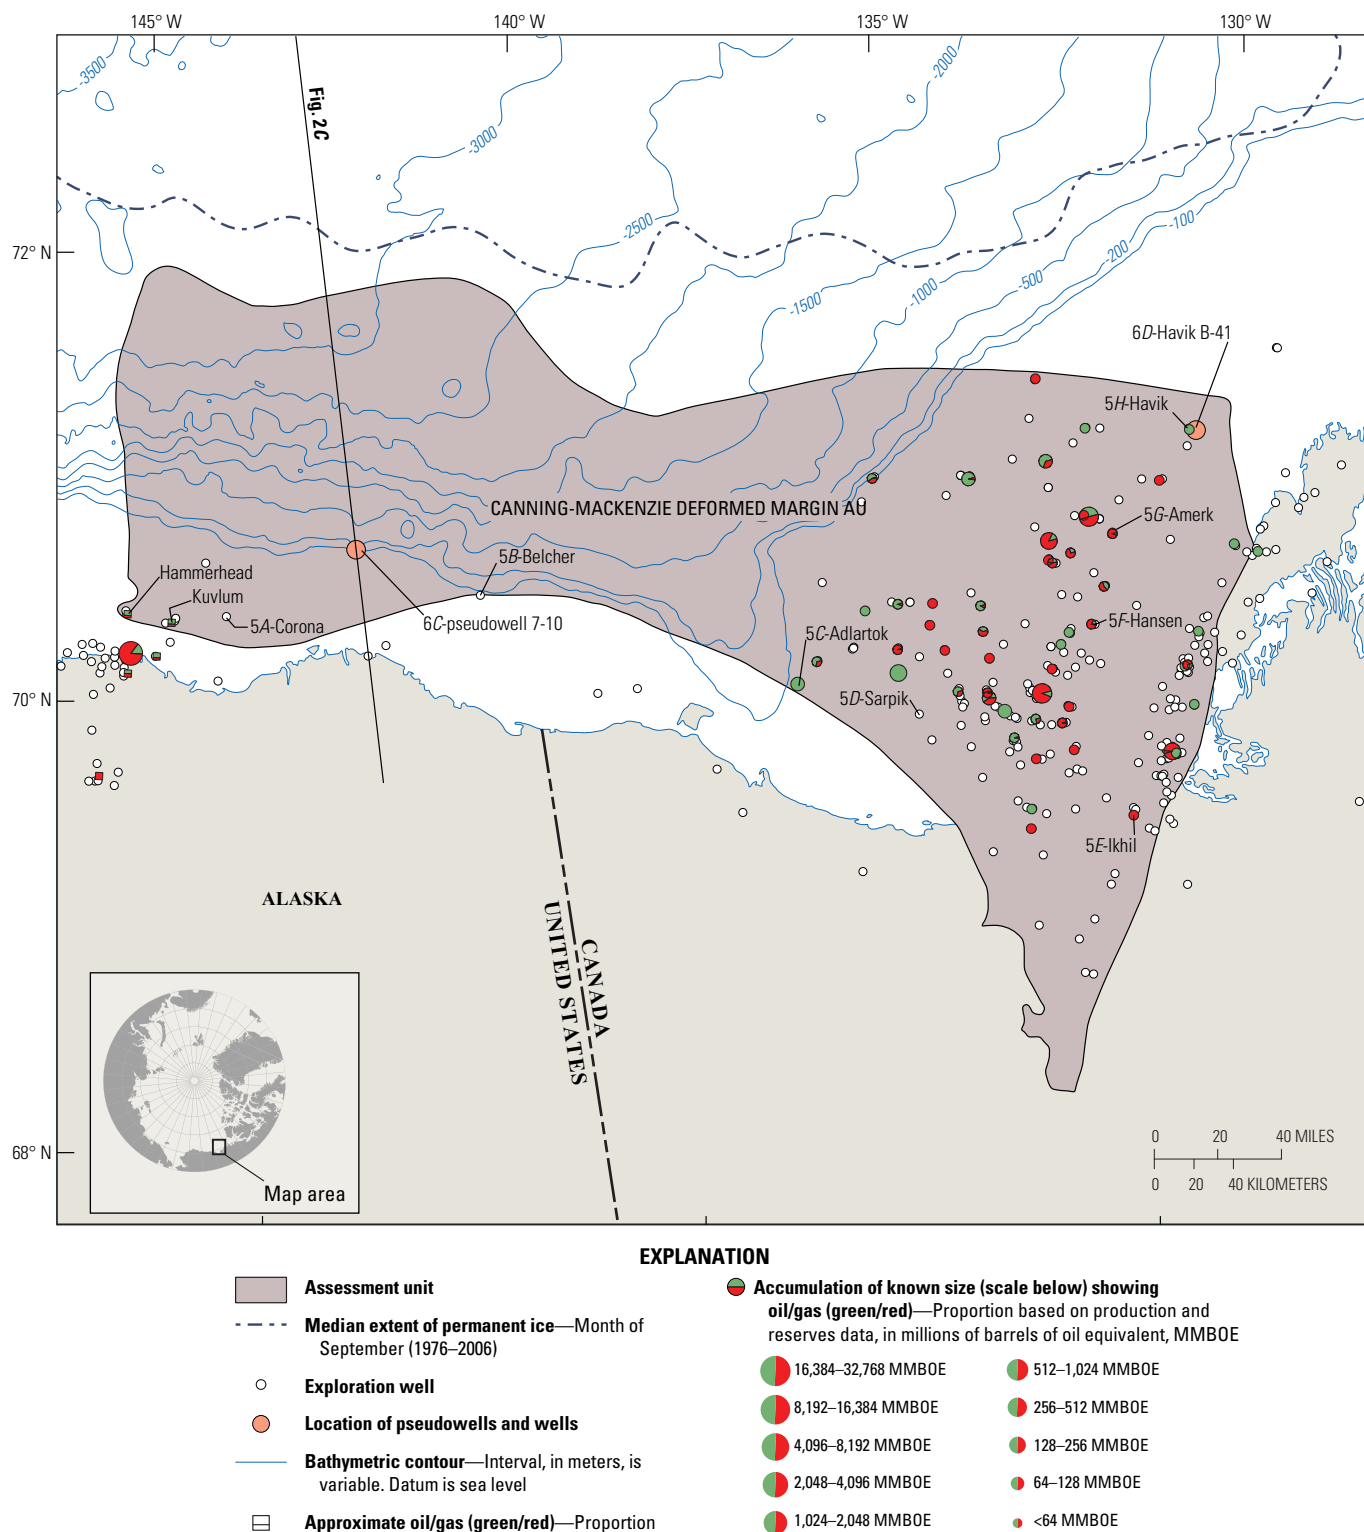 145° W
140° W
135° W
130° W
-3500
-3000
-2000
-2500
-1500
-1000
-500
-200
-100
Fig. 2C
72° N
6D-Havik B-41
5H-Havik
CANNING-MACKENZIE DEFORMED MARGIN AU
5G-Amerk
5B-Belcher
Hammerhead
Kuvlum
5A-Corona
6C-pseudowell 7-10
5C-Adlartok
5F-Hansen
70° N
5D-Sarpik
5E-Ikhil
ALASKA
CANADA
UNITED STATES
68° N
Map area
0 20 40 MILES
0 20 40 KILOMETERS
EXPLANATION
Assessment unit
Median extent of permanent ice—Month of
September (1976–2006)
Exploration well
Location of pseudowells and wells
Bathymetric contour—Interval, in meters, is
variable. Datum is sea level
Approximate oil/gas (green/red)—Proportion
Accumulation of known size (scale below) showing
oil/gas (green/red)—Proportion based on production and
reserves data, in millions of barrels of oil equivalent, MMBOE
16,384–32,768 MMBOE
8,192–16,384 MMBOE
4,096–8,192 MMBOE
2,048–4,096 MMBOE
1,024–2,048 MMBOE
512–1,024 MMBOE
256–512 MMBOE
128–256 MMBOE
64–128 MMBOE
<64 MMBOE